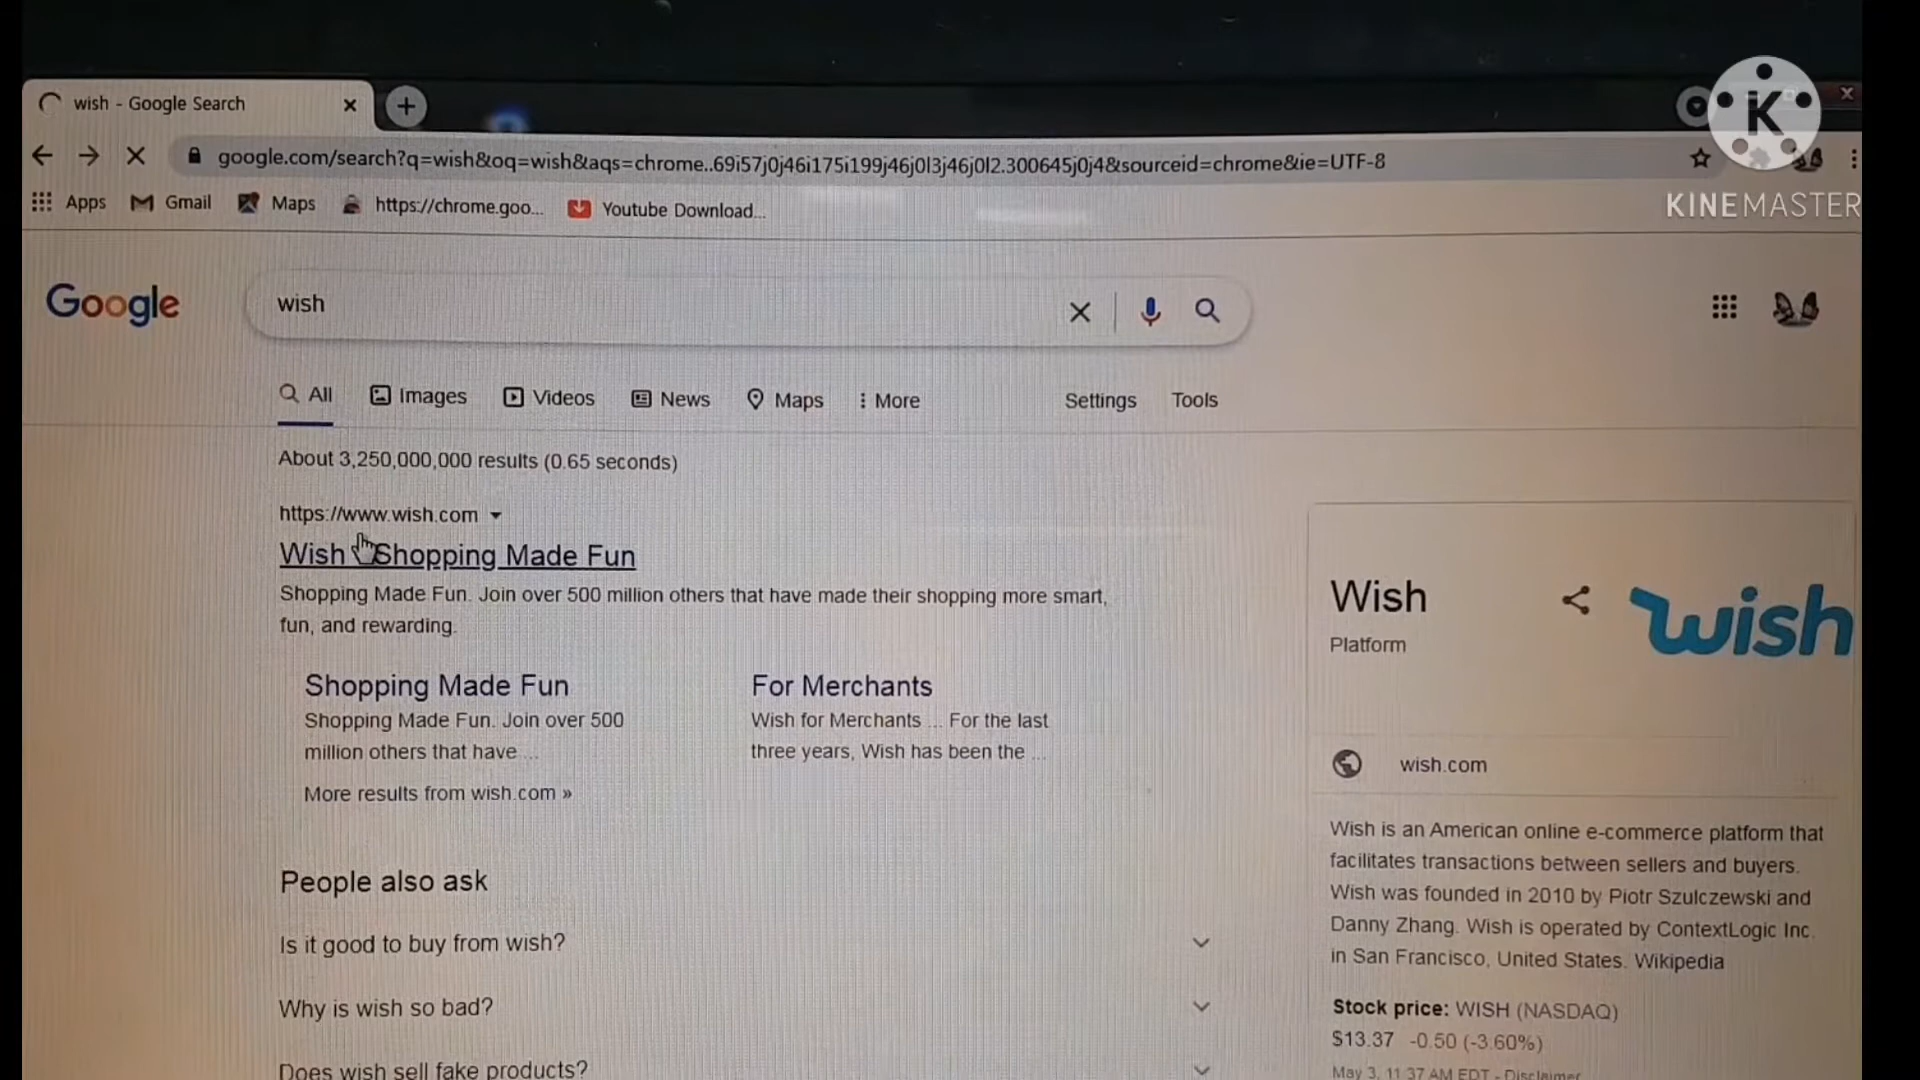 wish - Google Search
K
KINEMASTER
google.com/search?q=wish&oq=wish&aqs=chrome..69i57j0j46i175i199j46j0l3j46j0l2.300645j0j4&sourceid=chrome&ie=UTF-8
Apps Gmail Maps https://chrome.goo... Youtube Download...
Google
wish
All Images Videos News Maps More Settings Tools
About 3,250,000,000 results (0.65 seconds)
https://www.wish.com
Wish Shopping Made Fun
Shopping Made Fun. Join over 500 million others that have made their shopping more smart,
fun, and rewarding.
Shopping Made Fun
Shopping Made Fun. Join over 500
million others that have ...
For Merchants
Wish for Merchants ... For the last
three years, Wish has been the ...
More results from wish.com »
People also ask
Is it good to buy from wish?
Why is wish so bad?
Does wish sell fake products?
Wish
Platform
wish
wish.com
Wish is an American online e-commerce platform that
facilitates transactions between sellers and buyers.
Wish was founded in 2010 by Piotr Szulczewski and
Danny Zhang. Wish is operated by ContextLogic Inc.
in San Francisco, United States. Wikipedia
Stock price: WISH (NASDAQ)
$13.37 -0.50 (-3.60%)
May 3, 11:37 AM EDT - Disclaimer